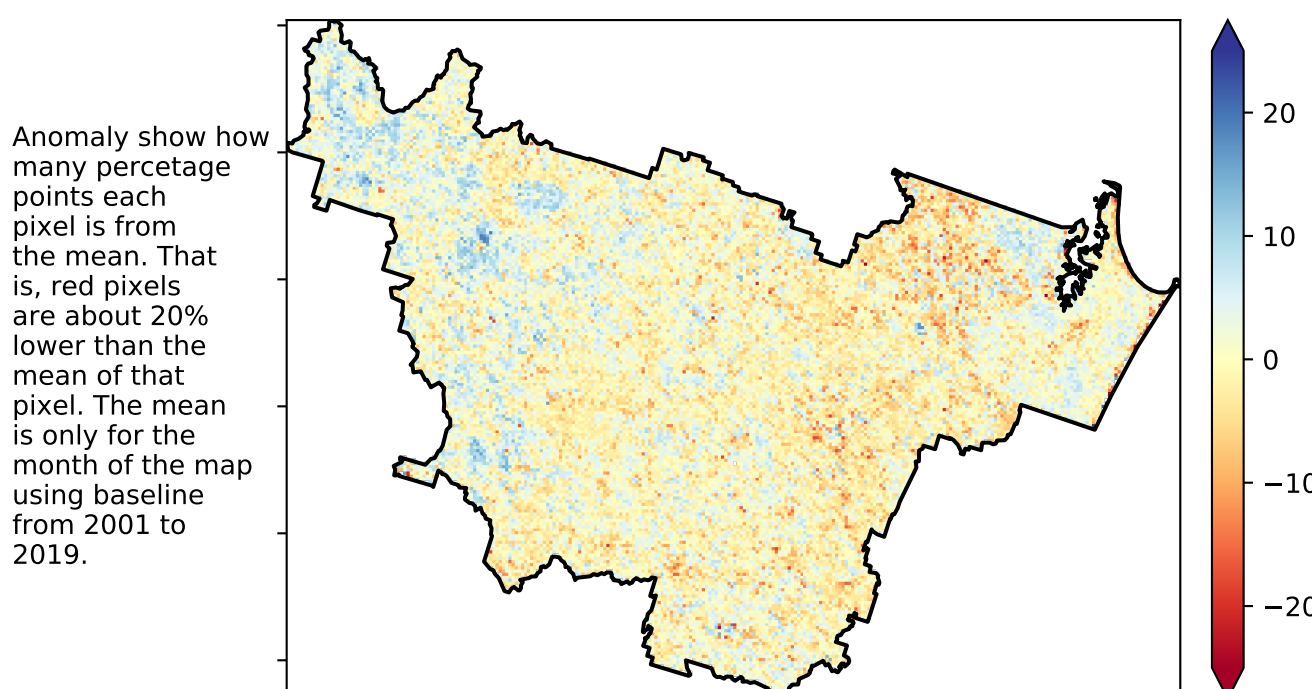 Anomaly show how
many percetage
points each
pixel is from
the mean. That
is, red pixels
are about 20%
lower than the
mean of that
pixel. The mean
is only for the
month of the map
using baseline
from 2001 to
2019.
20
10
0
−10
−20